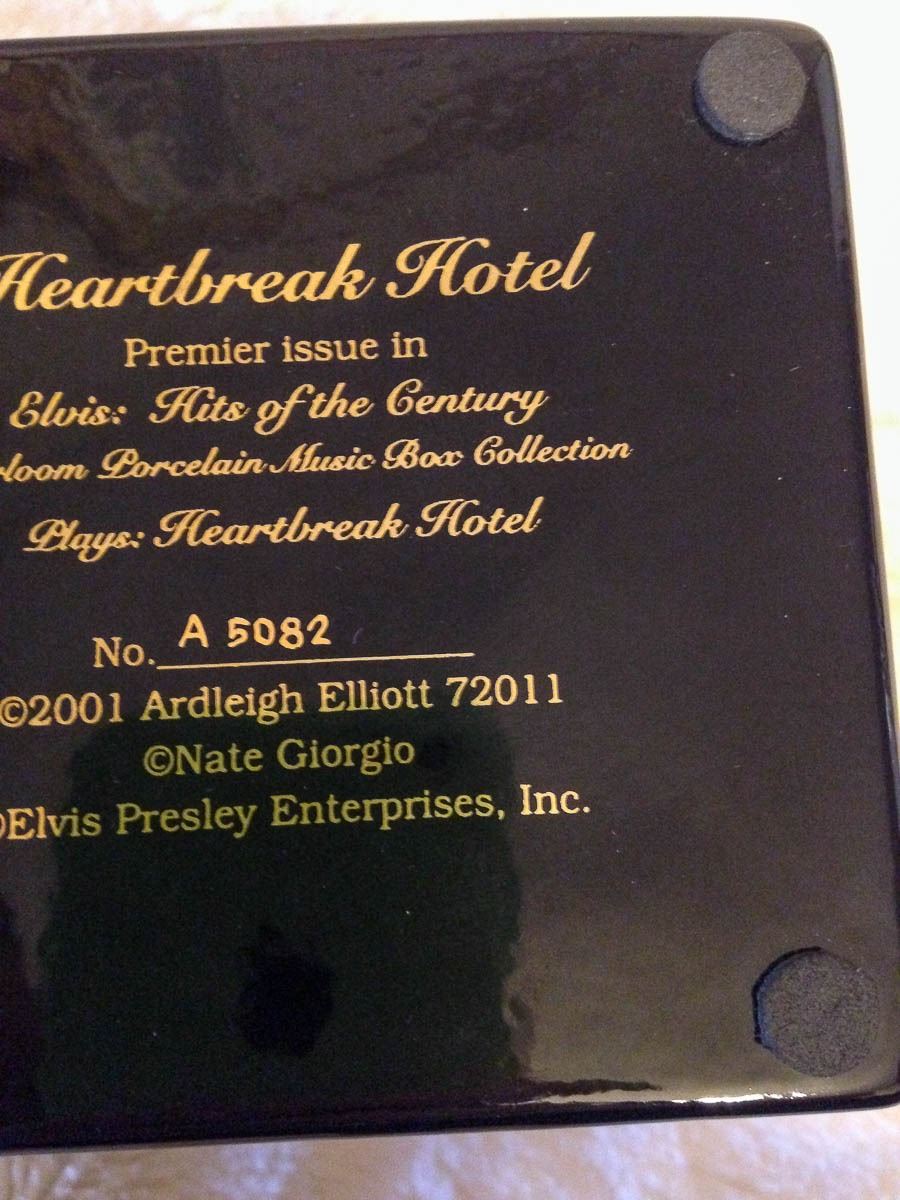 Heartbreak Hotel
Premier issue in
Elvis: Hits of the Century
rloom Porcelain Music Box Collection
Plays: Heartbreak Hotel
No. A 5082
©2001 Ardleigh Elliott 72011
©Nate Giorgio
©Elvis Presley Enterprises, Inc.